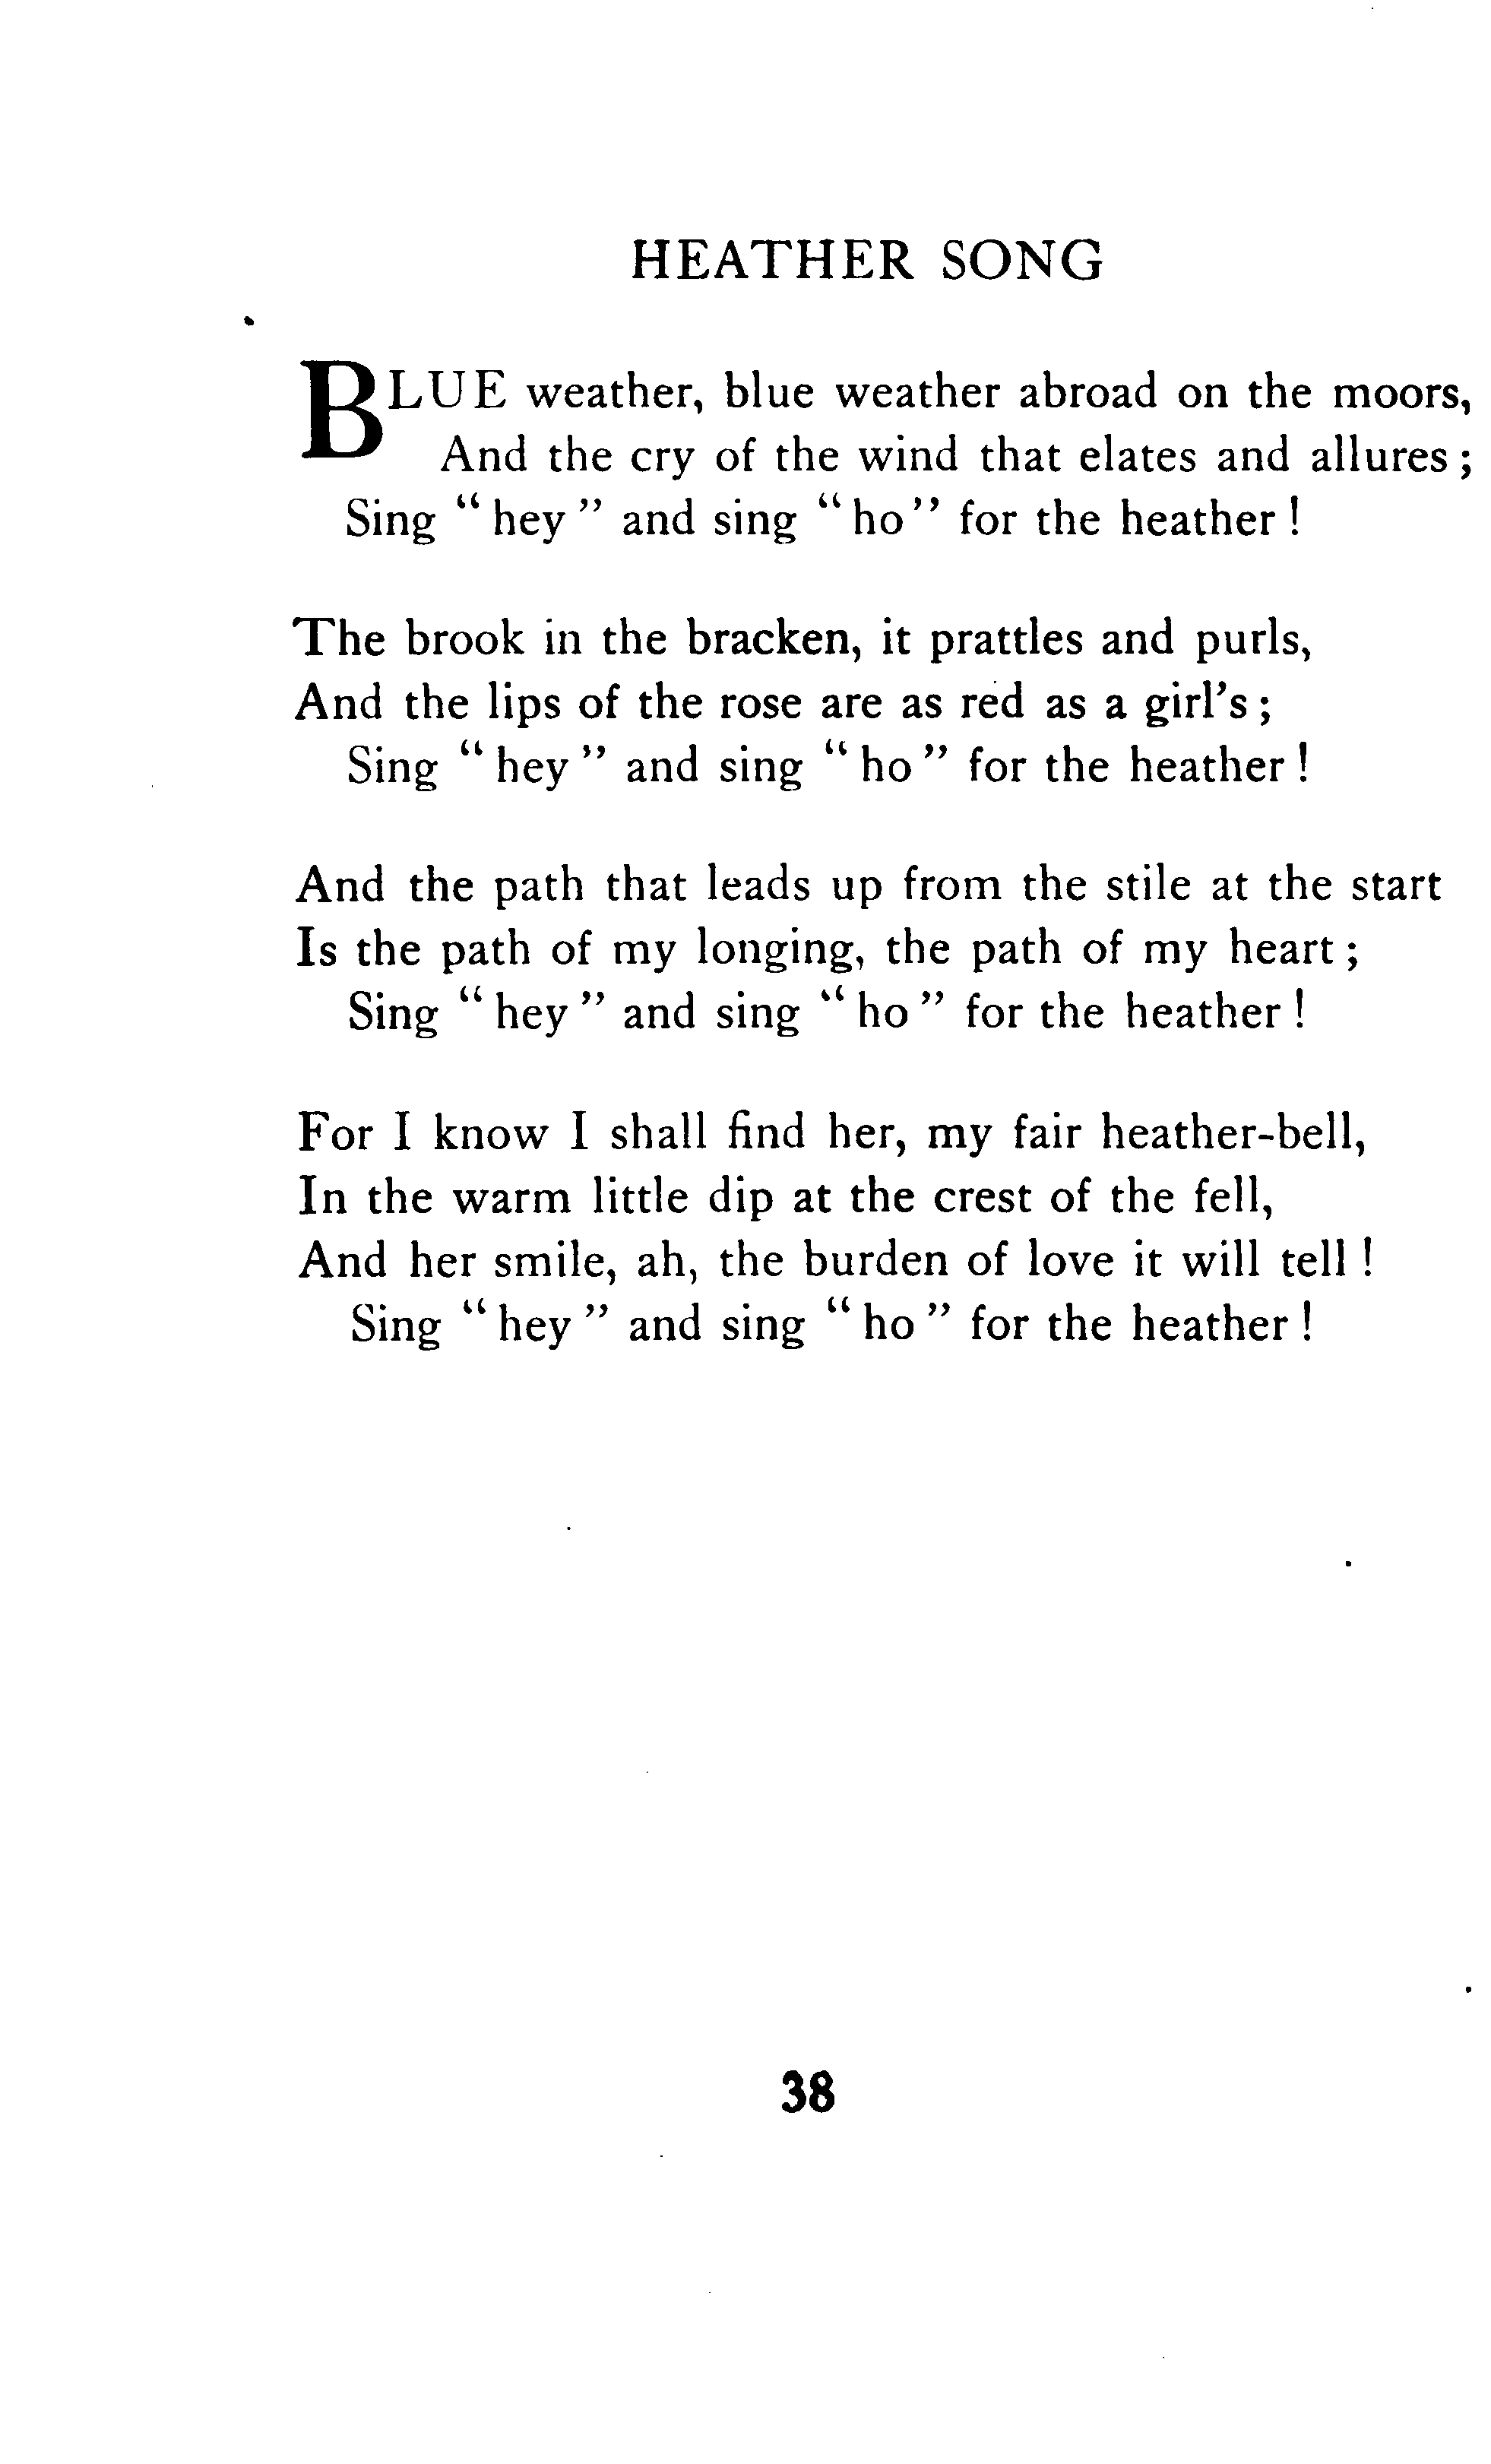 HEATHER SONG
BLUE weather, blue weather abroad on the moors,
And the cry of the wind that elates and allures ;
Sing “ hey ” and sing “ ho ” for the heather !
The brook in the bracken, it prattles and purls,
And the lips of the rose are as red as a girl’s ;
Sing “ hey ” and sing “ ho ” for the heather !
And the path that leads up from the stile at the start
Is the path of my longing, the path of my heart ;
Sing “ hey ” and sing “ ho ” for the heather !
For I know I shall find her, my fair heather-bell,
In the warm little dip at the crest of the fell,
And her smile, ah, the burden of love it will tell !
Sing “ hey ” and sing “ ho ” for the heather !
38